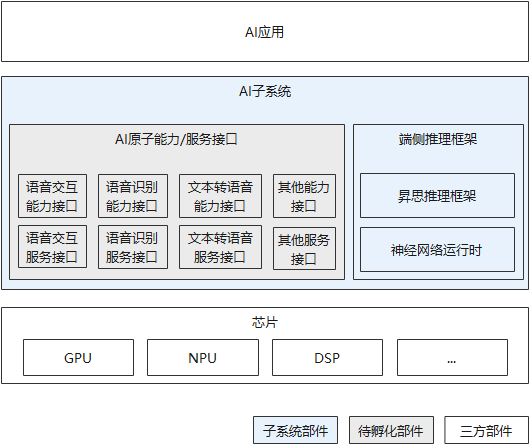 AI应用
AI子系统
AI原子能力/服务接口
端侧推理框架
语音交互
能力接口
语音识别
能力接口
文本转语音
能力接口
其他能力
接口
昇思推理框架
语音交互
服务接口
语音识别
服务接口
文本转语音
服务接口
其他服务
接口
神经网络运行时
芯片
GPU
NPU
DSP
...
子系统部件
待孵化部件
三方部件